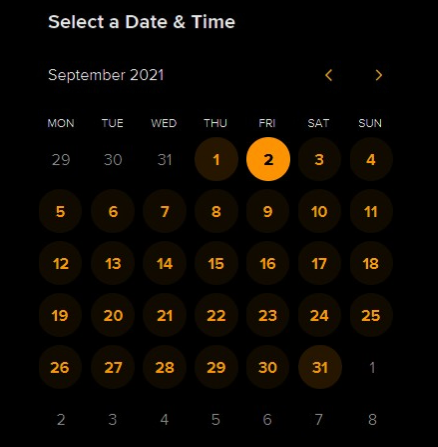 Select a Date & Time
September 2021
MON TUE WED THU FRI SAT SUN
29 30 31 1 2 3 4
5 6 7 8 9 10 11
12 13 14 15 16 17 18
19 20 21 22 23 24 25
26 27 28 29 30 31 1
2 3 4 5 6 7 8